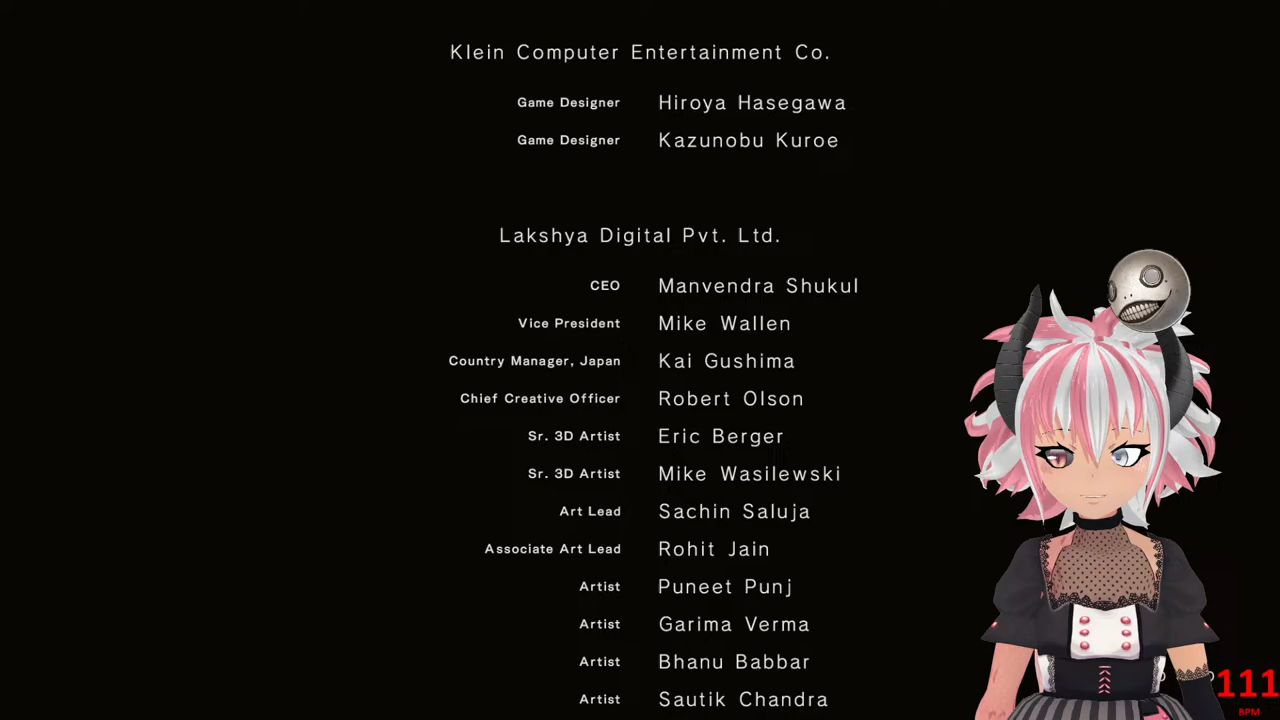 Klein Computer Entertainment Co.
Game Designer Hiroya Hasegawa
Game Designer Kazunobu Kuroe
Lakshya Digital Pvt. Ltd.
CEO Manvendra Shukul
Vice President Mike Wallen
Country Manager, Japan Kai Gushima
Chief Creative Officer Robert Olson
Sr. 3D Artist Eric Berger
Sr. 3D Artist Mike Wasilewski
Art Lead Sachin Saluja
Associate Art Lead Rohit Jain
Artist Puneet Punj
Artist Garima Verma
Artist Bhanu Babbar
Artist Sautik Chandra
111
BPM